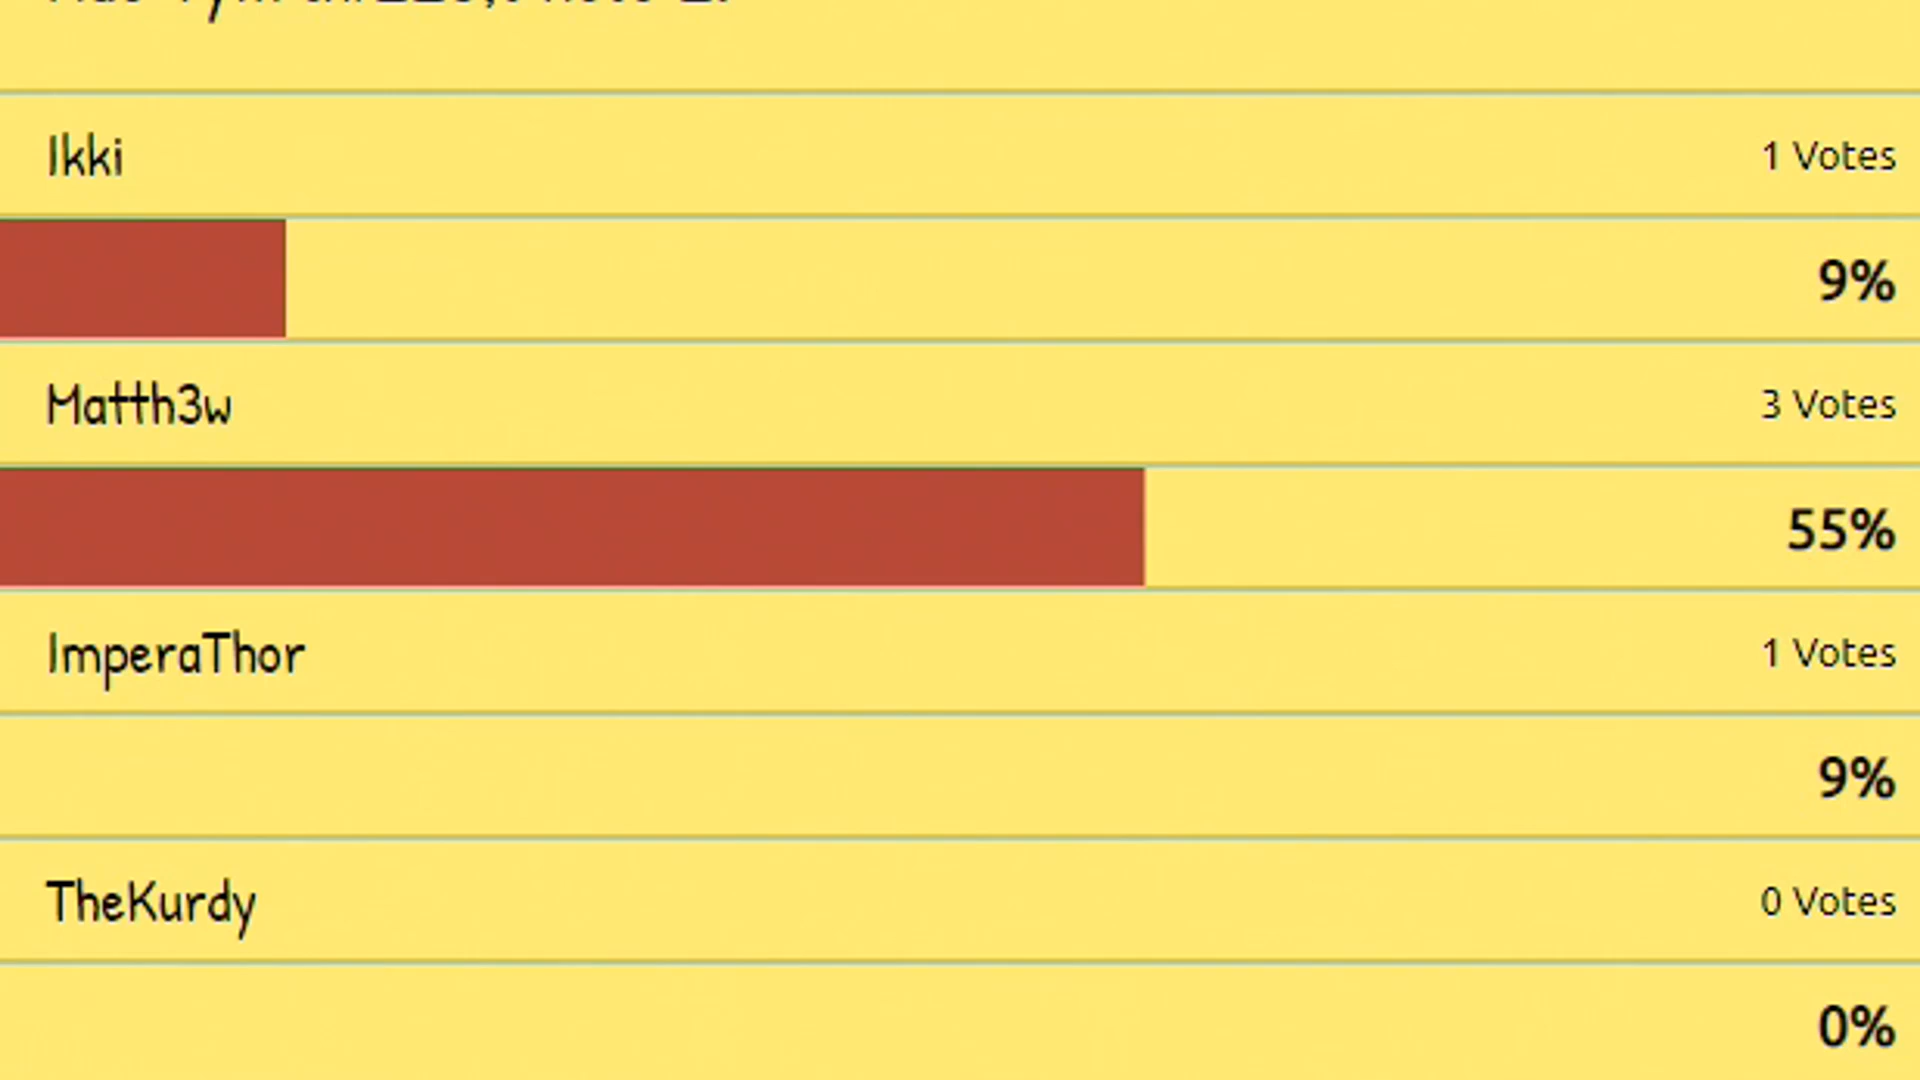 Ikki 1 Votes
9%
Matth3w 3 Votes
55%
ImperaThor 1 Votes
9%
TheKurdy 0 Votes
0%